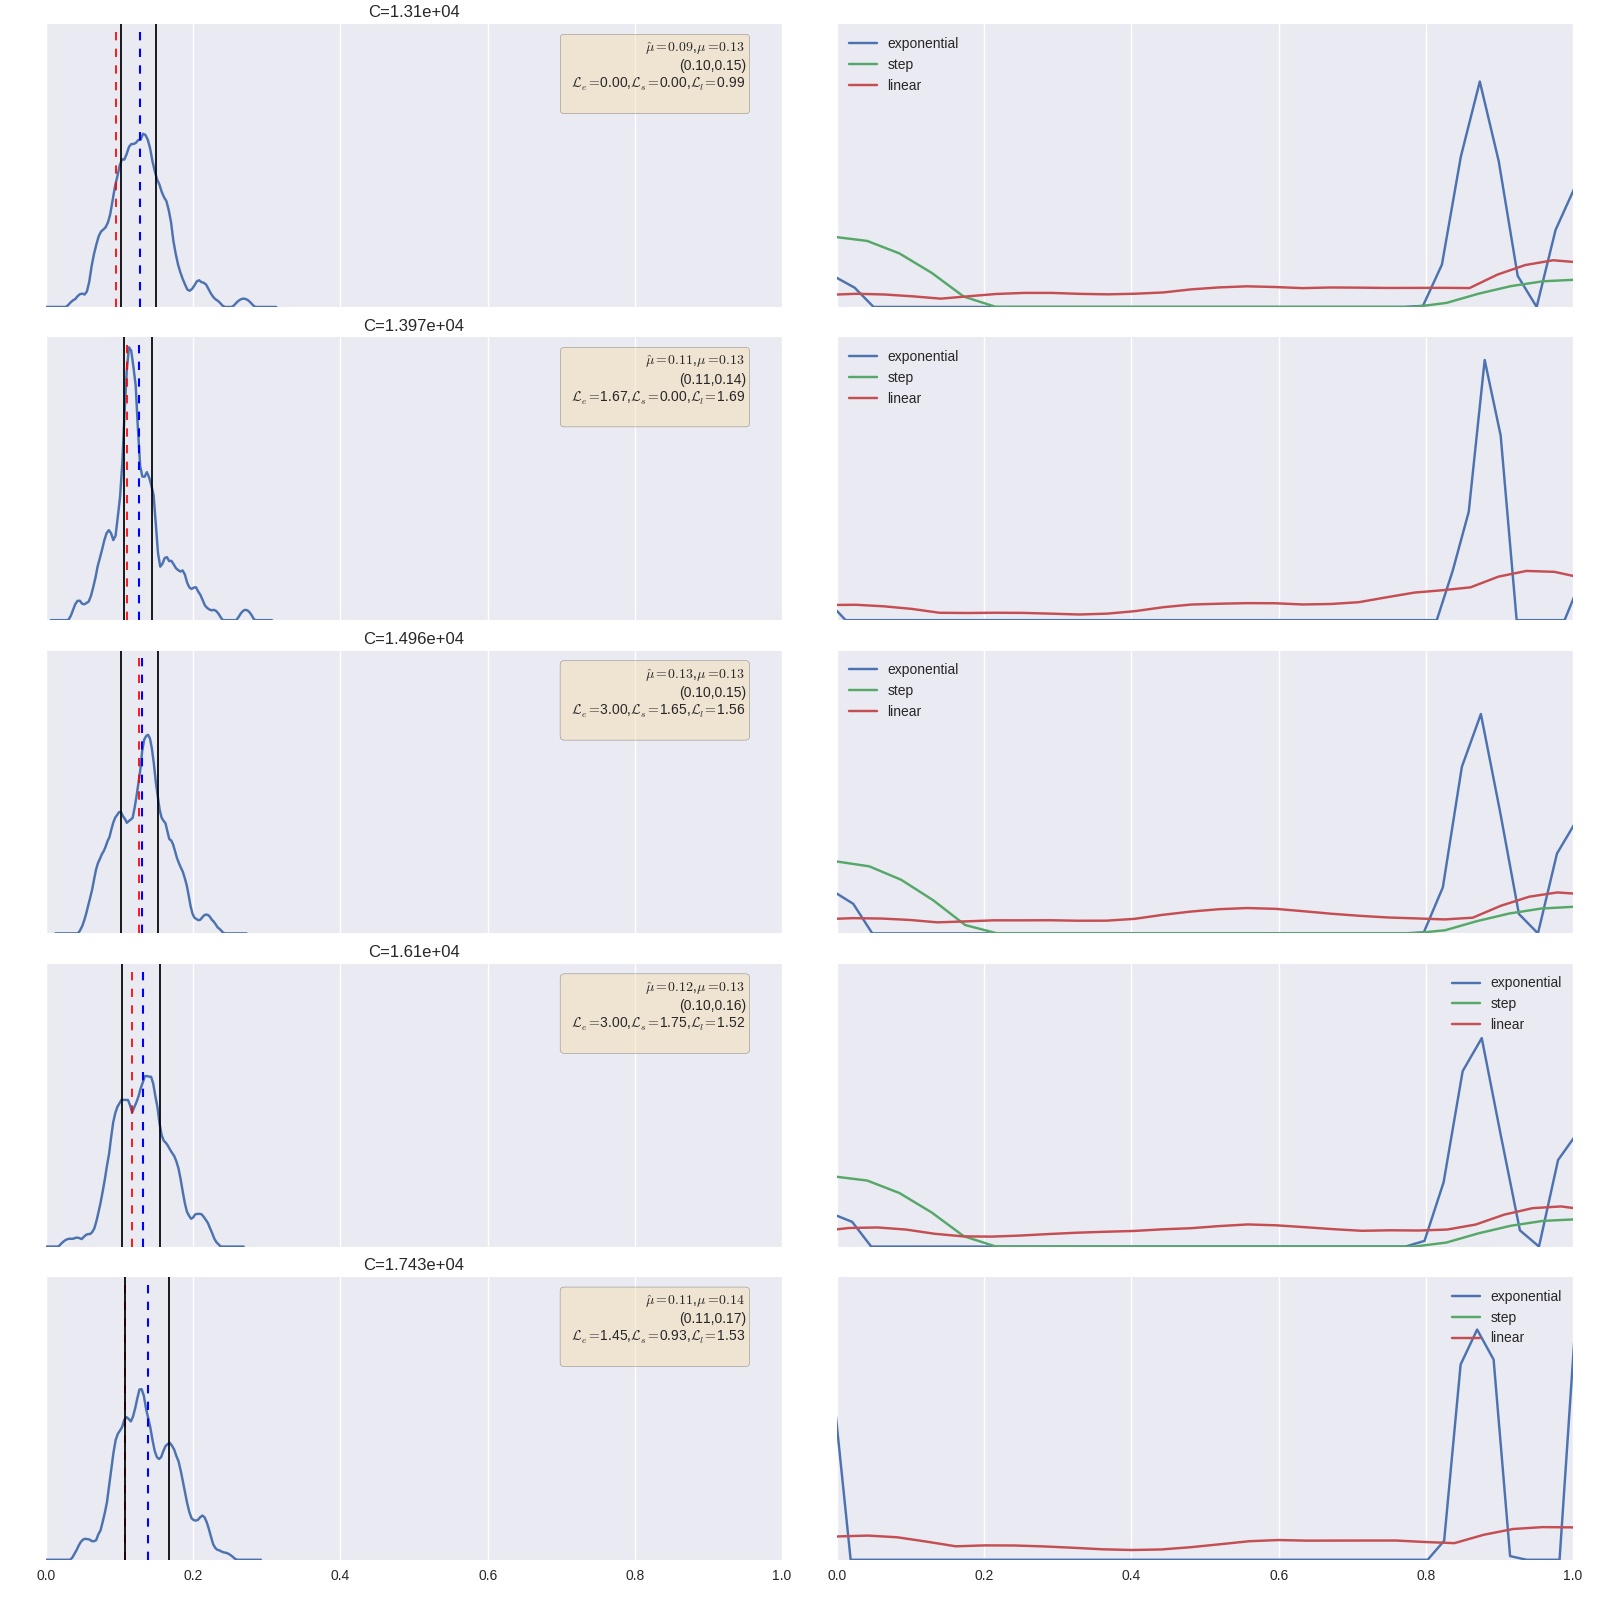 C=1.31e+04
μ̂=0.09,μ=0.13
(0.10,0.15)
ℒₑ=0.00,ℒₛ=0.00,ℒₗ=0.99
exponential
step
linear
C=1.397e+04
μ̂=0.11,μ=0.13
(0.11,0.14)
ℒₑ=1.67,ℒₛ=0.00,ℒₗ=1.69
exponential
step
linear
C=1.496e+04
μ̂=0.13,μ=0.13
(0.10,0.15)
ℒₑ=3.00,ℒₛ=1.65,ℒₗ=1.56
exponential
step
linear
C=1.61e+04
μ̂=0.12,μ=0.13
(0.10,0.16)
ℒₑ=3.00,ℒₛ=1.75,ℒₗ=1.52
exponential
step
linear
C=1.743e+04
μ̂=0.11,μ=0.14
(0.11,0.17)
ℒₑ=1.45,ℒₛ=0.93,ℒₗ=1.53
exponential
step
linear
0.0 0.2 0.4 0.6 0.8 1.0
0.0 0.2 0.4 0.6 0.8 1.0